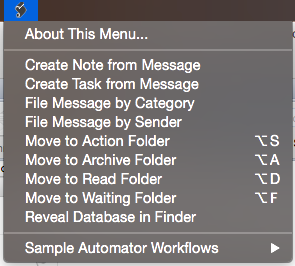 About This Menu...
Create Note from Message
Create Task from Message
File Message by Category
File Message by Sender
Move to Action Folder ⌥S
Move to Archive Folder ⌥A
Move to Read Folder ⌥D
Move to Waiting Folder ⌥F
Reveal Database in Finder
Sample Automator Workflows ▶